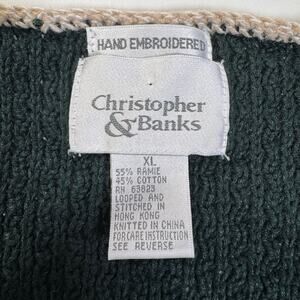 HAND EMBROIDERED
Christopher
& Banks
XL
55% RAMIE
45% COTTON
RN 63823
LOOPED AND
STITCHED IN
HONG KONG
KNITTED IN CHINA
FOR CARE INSTRUCTION
SEE REVERSE